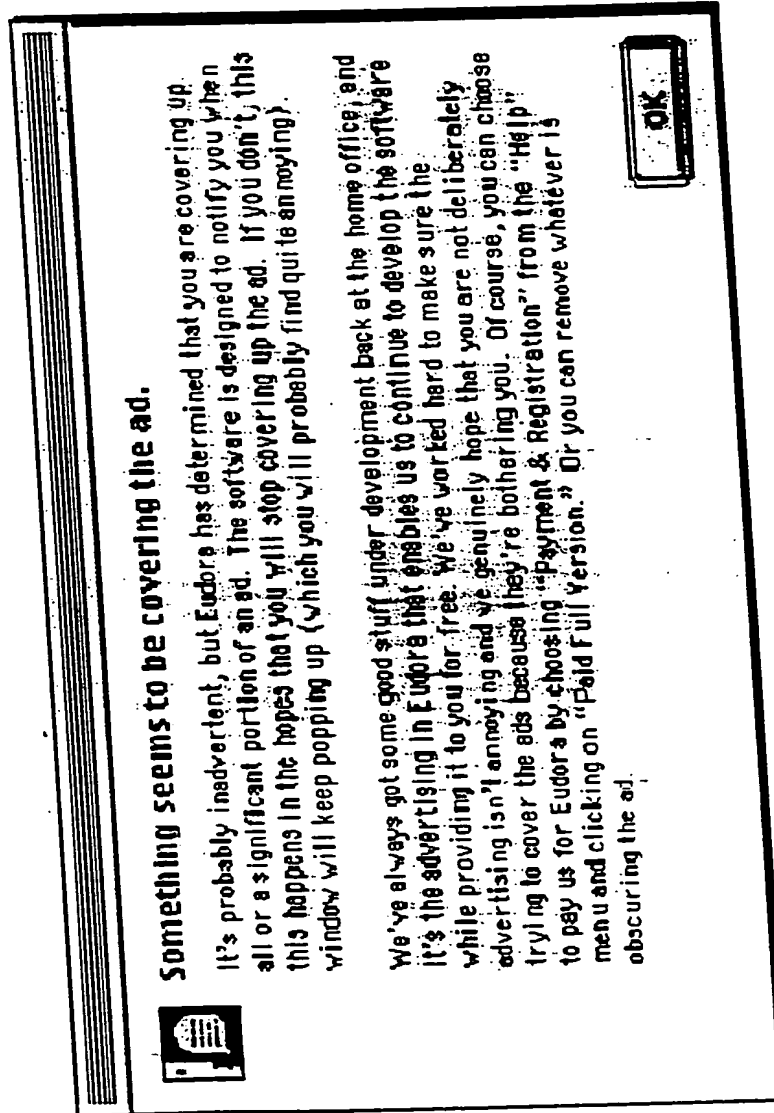 Something seems to be covering the ad.
It's probably inadvertent, but Eudora has determined that you are covering up
all or a significant portion of an ad. The software is designed to notify you when
this happens in the hopes that you will stop covering up the ad. If you don't, this
window will keep popping up (which you will probably find quite annoying).
We've always got some good stuff under development back at the home office, and
it's the advertising in Eudora that enables us to continue to develop the software
while providing it to you for free. We've worked hard to make sure the
advertising isn't annoying and we genuinely hope that you are not deliberately
trying to cover the ads because they're bothering you. Of course, you can choose
to pay us for Eudora by choosing "Payment & Registration" from the "Help"
menu and clicking on "Paid Full Version." Or you can remove whatever is
obscuring the ad.
OK